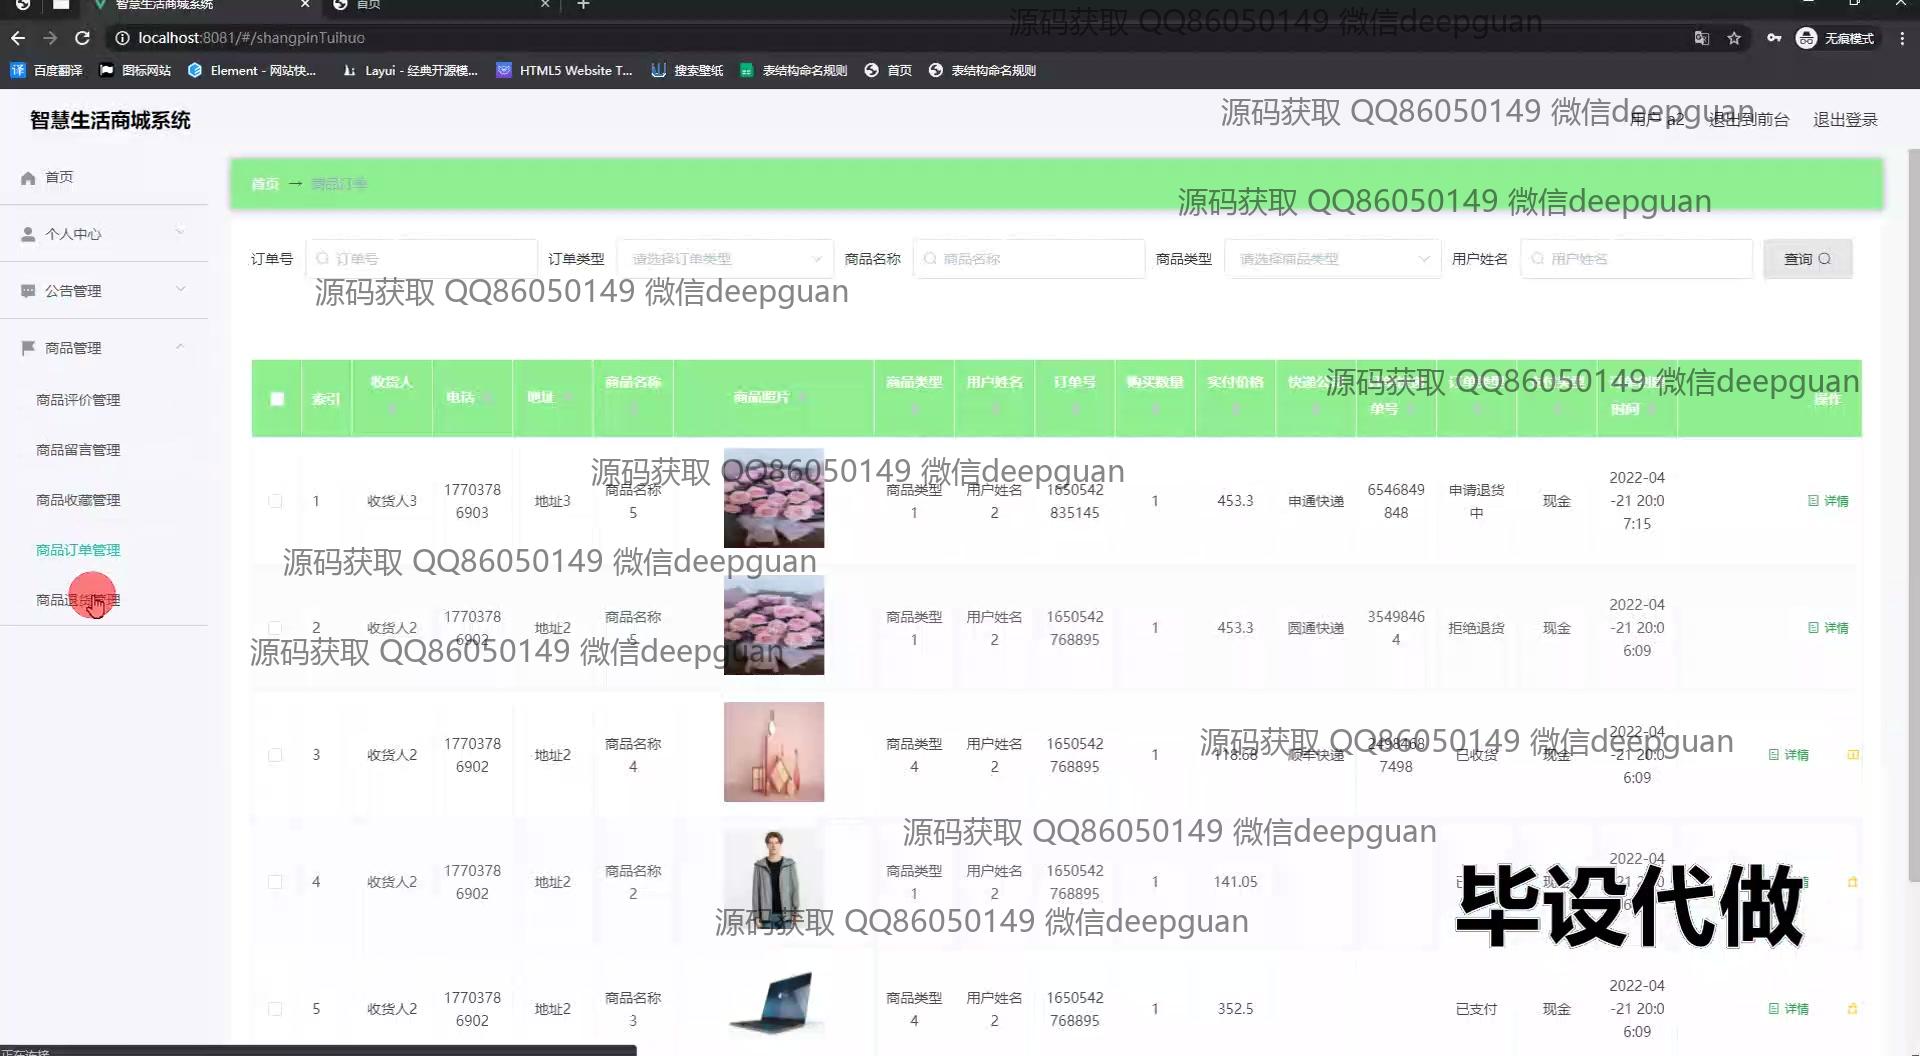 智慧生活商城系统
首页
localhost:8081/#/shangpinTuihuo
无痕模式
百度翻译
图标网站
Element - 网站快...
Layui - 经典开源模...
HTML5 Website T...
搜索壁纸
表结构命名规则
首页
表结构命名规则
源码获取 QQ86050149 微信deepguan
智慧生活商城系统
源码获取 QQ86050149 微信deepguan
用户 a2
退出到前台
退出登录
首页
个人中心
公告管理
商品管理
商品评价管理
商品留言管理
商品收藏管理
商品订单管理
商品退货管理
首页 → 商品订单
源码获取 QQ86050149 微信deepguan
订单号 订单号 订单类型 请选择订单类型 商品名称 商品名称 商品类型 请选择商品类型 用户姓名 用户姓名 查询
源码获取 QQ86050149 微信deepguan
索引 收货人 电话 地址 商品名称 商品照片 商品类型 用户姓名 订单号 购买数量 实付价格 单号 时间 操作
源码获取 QQ86050149 微信deepguan
源码获取 QQ86050149 微信deepguan
1 收货人3 17703786903 地址3 商品名称5 商品类型1 用户姓名2 1650542835145 1 453.3 申通快递 6546849848 申请退货中 现金 2022-04-21 20:07:15 详情
源码获取 QQ86050149 微信deepguan
2 收货人2 17703786902 地址2 商品名称5 商品类型1 用户姓名2 1650542768895 1 453.3 圆通快递 35498464 拒绝退货 现金 2022-04-21 20:06:09 详情
源码获取 QQ86050149 微信deepguan
3 收货人2 17703786902 地址2 商品名称4 商品类型4 用户姓名2 1650542768895 1 118.68 顺丰快递 24984687498 已收货 现金 2022-04-21 20:06:09 详情
源码获取 QQ86050149 微信deepguan
源码获取 QQ86050149 微信deepguan
4 收货人2 17703786902 地址2 商品名称2 商品类型1 用户姓名2 1650542768895 1 141.05 2022-04
毕设代做
源码获取 QQ86050149 微信deepguan
5 收货人2 17703786902 地址2 商品名称3 商品类型4 用户姓名2 1650542768895 1 352.5 已支付 现金 2022-04-21 20:06:09 详情